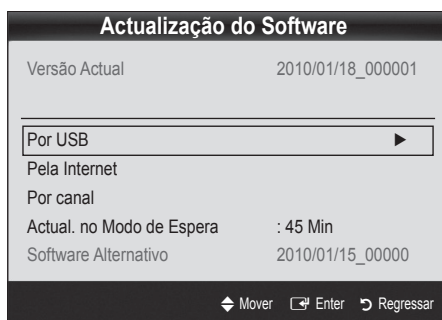 Actualização do Software
Versão Actual 2010/01/18_000001
Por USB ►
Pela Internet
Por canal
Actual. no Modo de Espera : 45 Min
Software Alternativo 2010/01/15_00000
Mover Enter Regressar